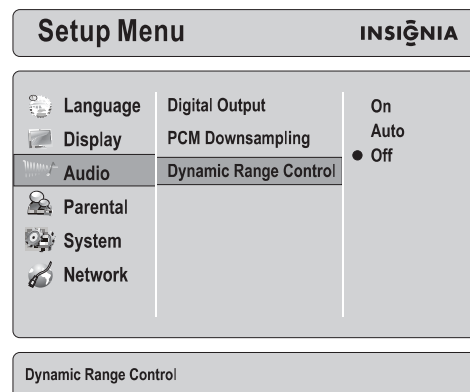 Setup Menu
INSIGNIA
Language
Display
Audio
Parental
System
Network
Digital Output
PCM Downsampling
Dynamic Range Control
On
Auto
Off
Dynamic Range Control